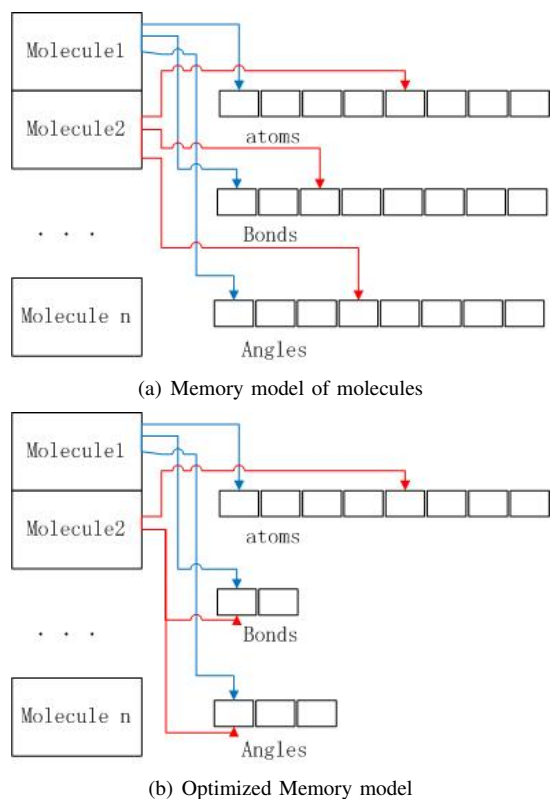 Molecule1
Molecule2
atoms
Bonds
. . .
Molecule n
Angles
(a) Memory model of molecules
Molecule1
Molecule2
atoms
Bonds
. . .
Molecule n
Angles
(b) Optimized Memory model